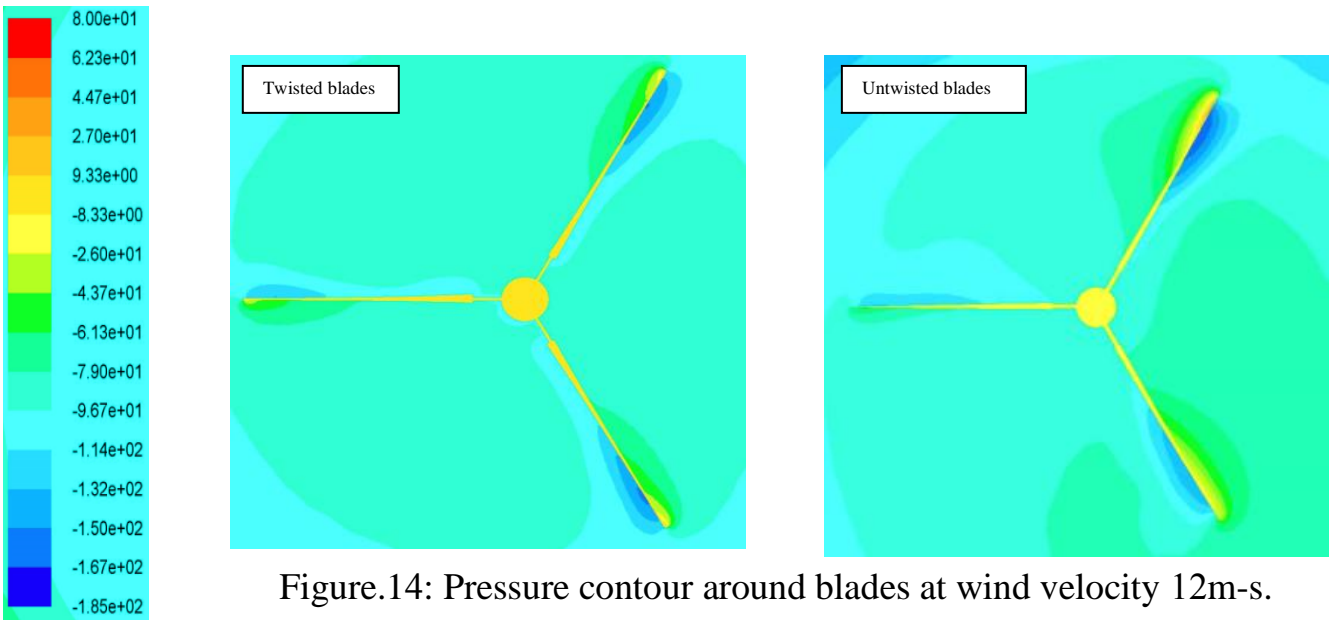 8.00e+01
6.23e+01
4.47e+01
2.70e+01
9.33e+00
-8.33e+00
-2.60e+01
-4.37e+01
-6.13e+01
-7.90e+01
-9.67e+01
-1.14e+02
-1.32e+02
-1.50e+02
-1.67e+02
-1.85e+02
Twisted blades
Untwisted blades
Figure.14: Pressure contour around blades at wind velocity 12m-s.